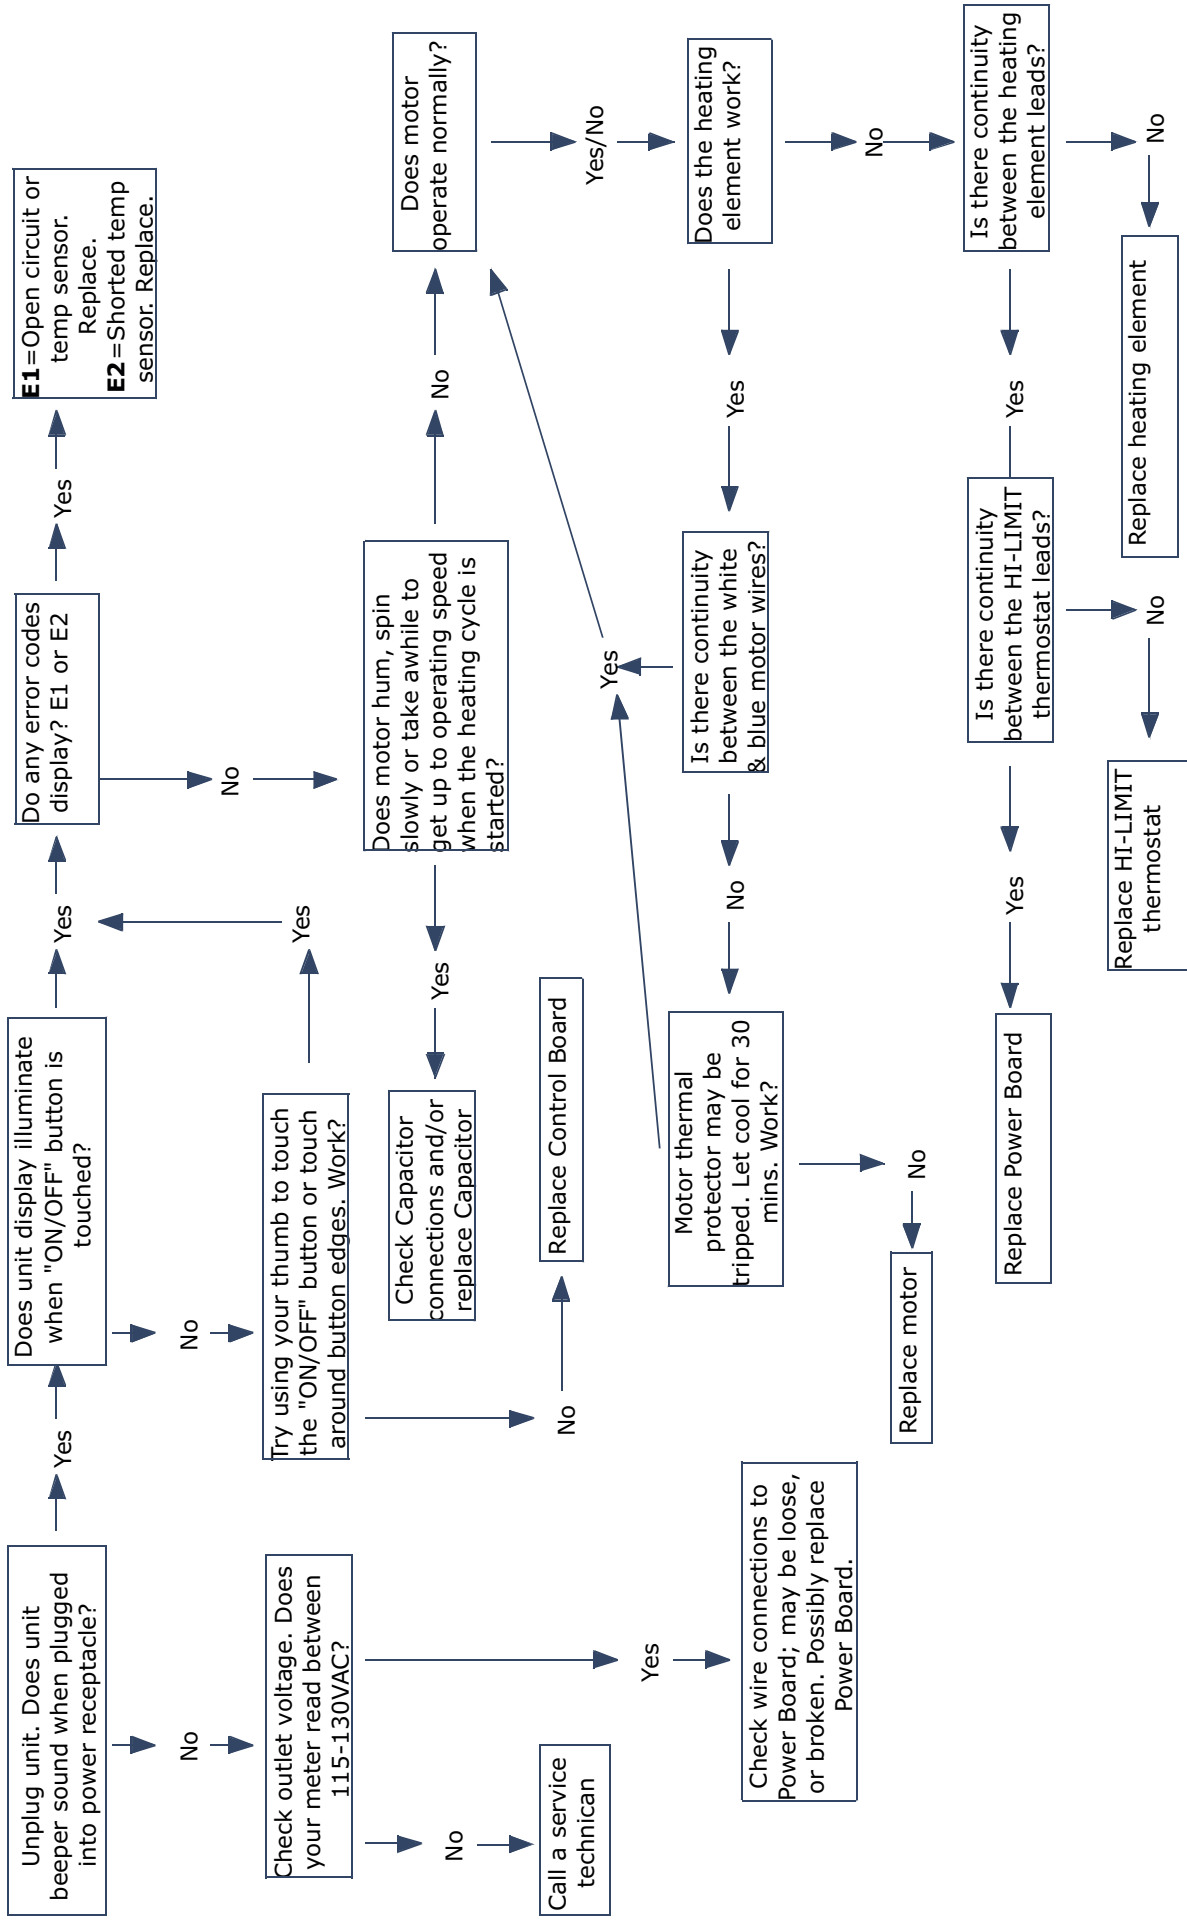 Unplug unit. Does unit
beeper sound when plugged
into power receptacle?
Yes
Does unit display illuminate
when "ON/OFF" button is
touched?
Yes
Do any error codes
display? E1 or E2
Yes
E1=Open circuit or
temp sensor.
Replace.
E2=Shorted temp
sensor. Replace.
No
No
No
Check outlet voltage. Does
your meter read between
115-130VAC?
Try using your thumb to touch
the "ON/OFF" button or touch
around button edges. Work?
Yes
Does motor hum, spin
slowly or take awhile to
get up to operating speed
when the heating cycle is
started?
No
Does motor
operate normally?
Yes
Check Capacitor
connections and/or
replace Capacitor
No
Call a service
technican
No
Replace Control Board
Yes
Yes/No
Yes
Check wire connections to
Power Board; may be loose,
or broken. Possibly replace
Power Board.
Motor thermal
protector may be
tripped. Let cool for 30
mins. Work?
No
Is there continuity
between the white
& blue motor wires?
Yes
Does the heating
element work?
No
Replace motor
No
Replace Power Board
Yes
Is there continuity
between the HI-LIMIT
thermostat leads?
Yes
Is there continuity
between the heating
element leads?
Replace HI-LIMIT
thermostat
No
Replace heating element
No